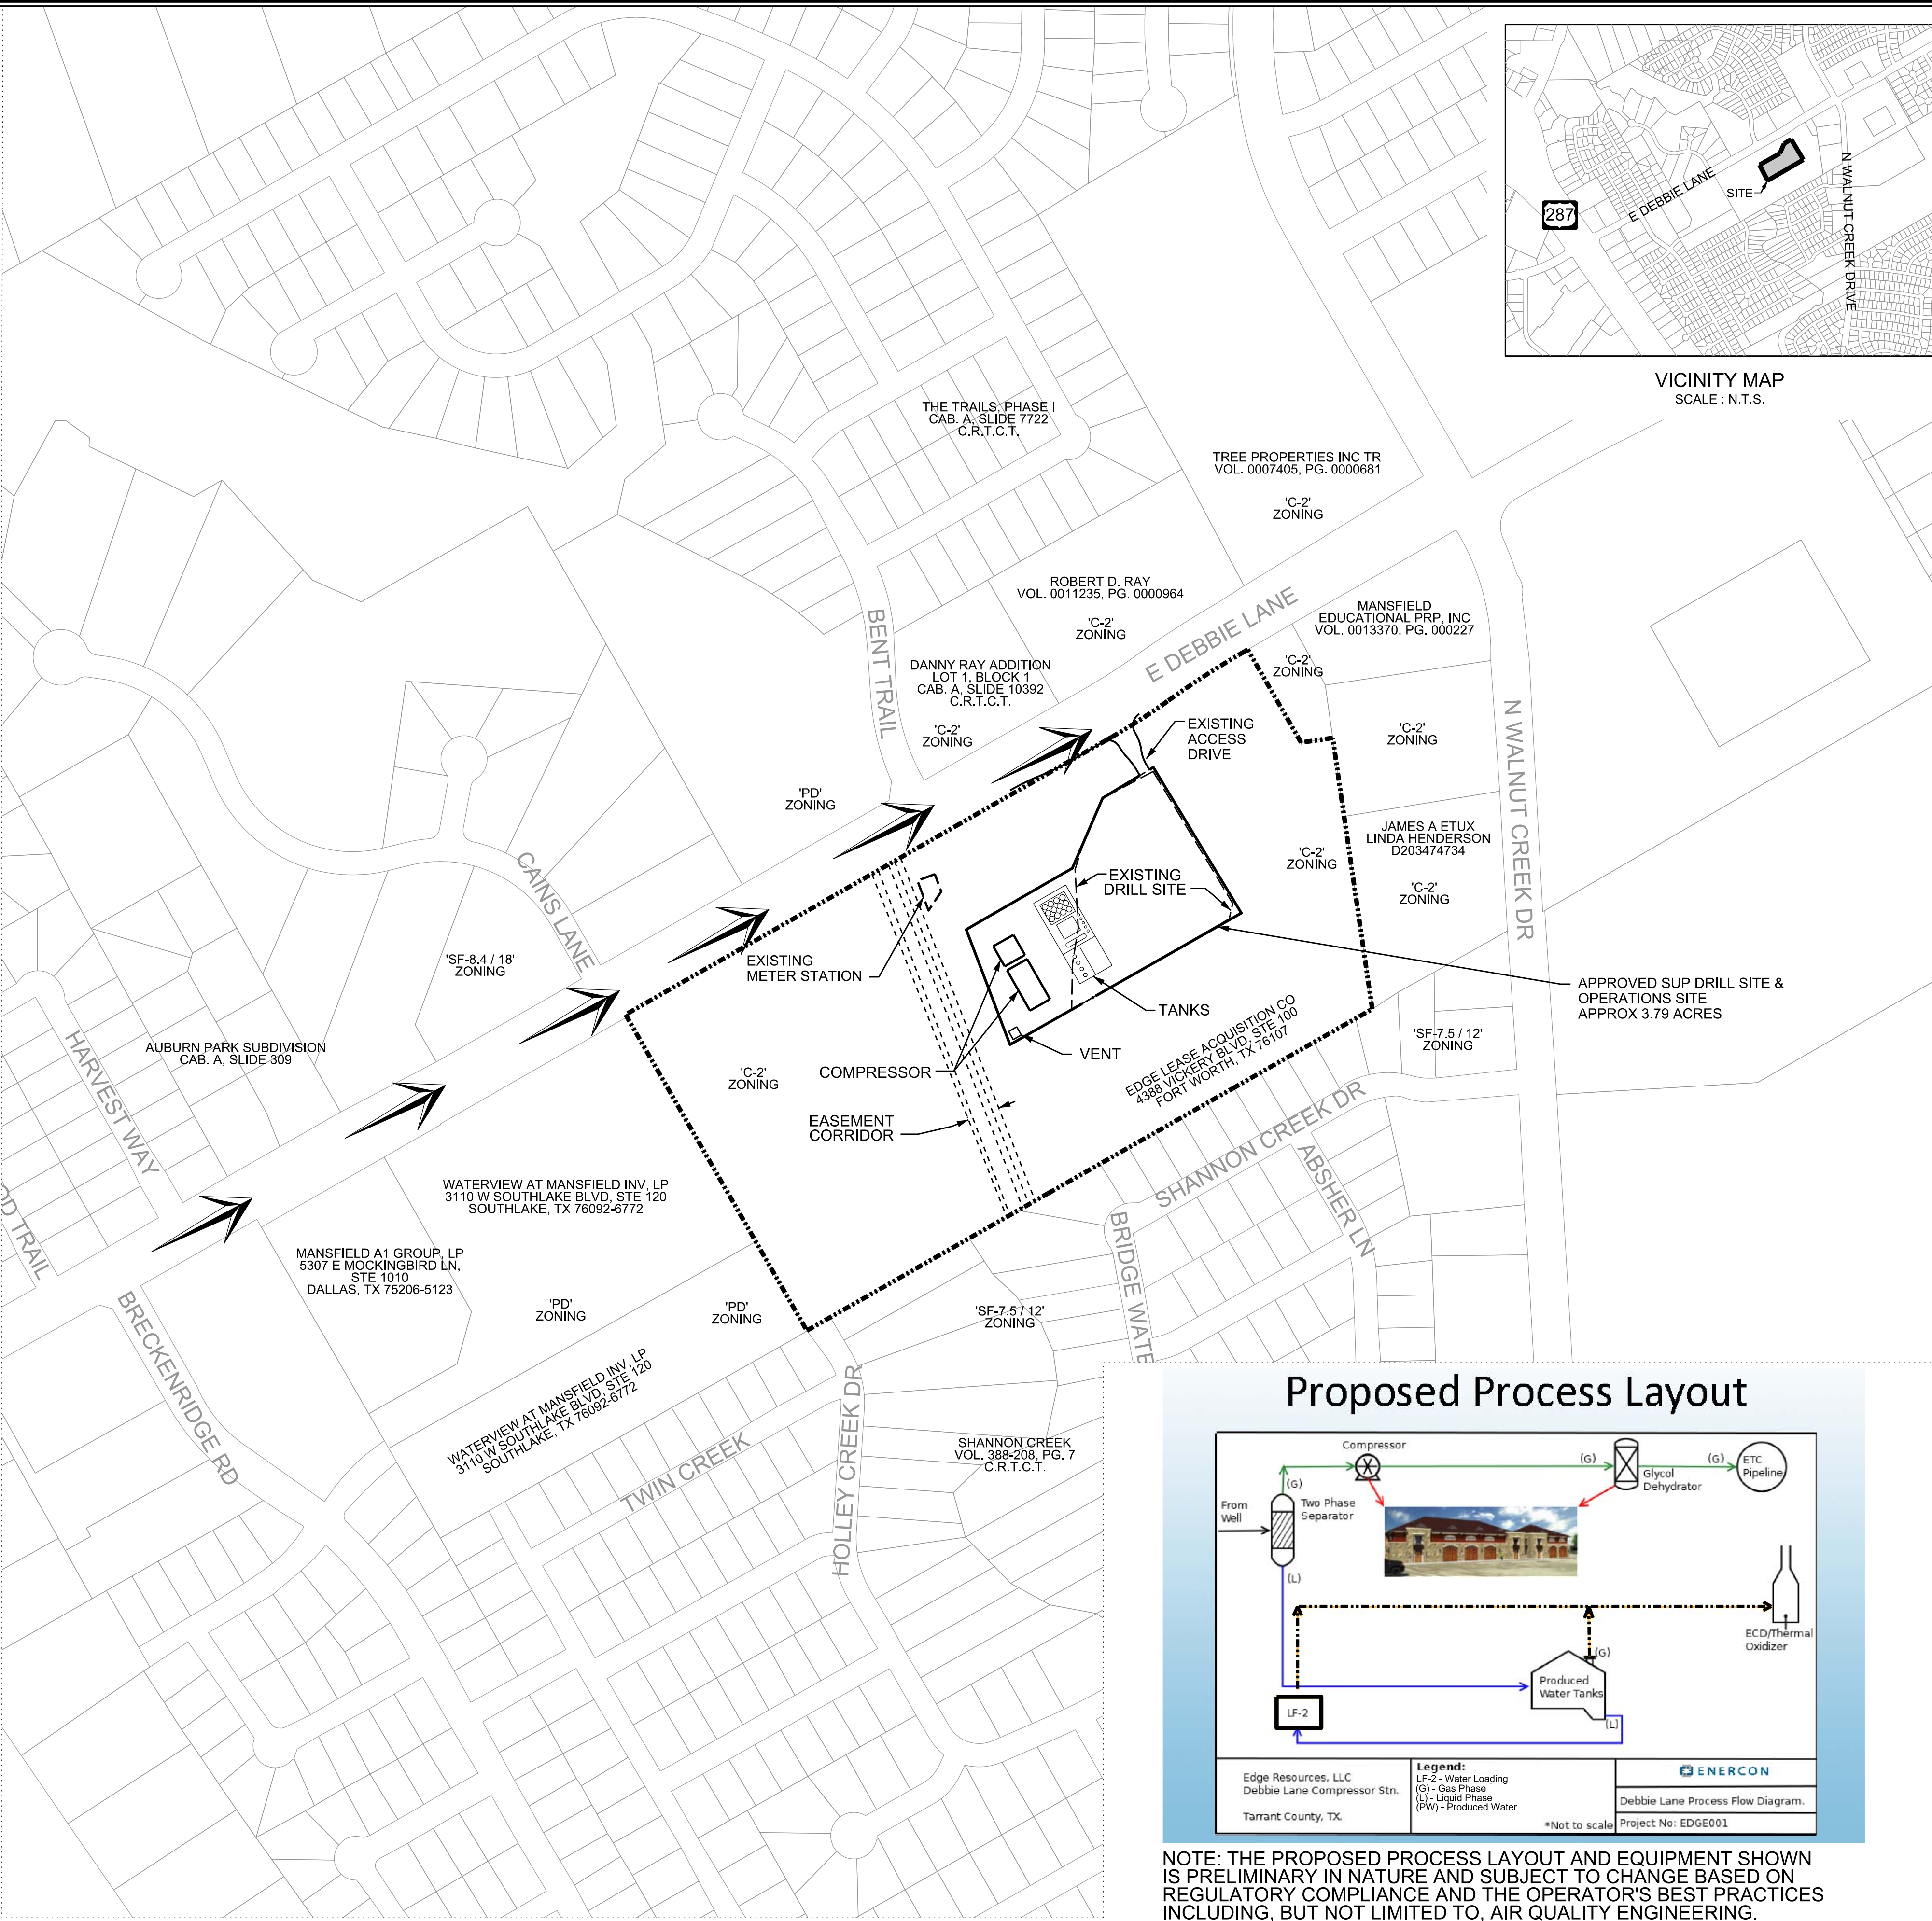 E DEBBIE LANE
SITE
N WALNUT CREEK DRIVE
287
VICINITY MAP
SCALE : N.T.S.
THE TRAILS, PHASE I
CAB. A, SLIDE 7722
C.R.T.C.T.
TREE PROPERTIES INC TR
VOL. 0007405, PG. 0000681
'C-2'
ZONING
ROBERT D. RAY
VOL. 0011235, PG. 0000964
'C-2'
ZONING
MANSFIELD
EDUCATIONAL PRP, INC
VOL. 0013370, PG. 000227
'C-2'
ZONING
BENT TRAIL
E DEBBIE LANE
DANNY RAY ADDITION
LOT 1, BLOCK 1
CAB. A, SLIDE 10392
C.R.T.C.T.
'C-2'
ZONING
EXISTING
ACCESS
DRIVE
'C-2'
ZONING
N WALNUT CREEK DR
'PD'
ZONING
JAMES A ETUX
LINDA HENDERSON
D203474734
'C-2'
ZONING
'C-2'
ZONING
EXISTING
DRILL SITE
CAINS LANE
'SF-8.4 / 18'
ZONING
EXISTING
METER STATION
APPROVED SUP DRILL SITE &
OPERATIONS SITE
APPROX 3.79 ACRES
TANKS
VENT
EDGE LEASE ACQUISITION CO
4388 VICKERY BLVD, STE 100
FORT WORTH, TX 76107
'SF-7.5 / 12'
ZONING
HARVEST WAY
AUBURN PARK SUBDIVISION
CAB. A, SLIDE 309
'C-2'
ZONING
COMPRESSOR
EASEMENT
CORRIDOR
SHANNON CREEK DR
ABSHER LN
BRIDGE WATE
OD TRAIL
WATERVIEW AT MANSFIELD INV, LP
3110 W SOUTHLAKE BLVD, STE 120
SOUTHLAKE, TX 76092-6772
MANSFIELD A1 GROUP, LP
5307 E MOCKINGBIRD LN,
STE 1010
DALLAS, TX 75206-5123
'PD'
ZONING
'PD'
ZONING
'SF-7.5 / 12'
ZONING
BRECKENRIDGE RD
WATERVIEW AT MANSFIELD INV, LP
3110 W SOUTHLAKE BLVD, STE 120
SOUTHLAKE, TX 76092-6772
TWIN CREEK
HOLLEY CREEK DR
SHANNON CREEK
VOL. 388-208, PG. 7
C.R.T.C.T.
Proposed Process Layout
Compressor
(G)
(G)
ETC
Pipeline
Glycol
Dehydrator
(G)
From
Well
Two Phase
Separator
(L)
ECD/Thermal
Oxidizer
(G)
Produced
Water Tanks
LF-2
(L)
Edge Resources, LLC
Debbie Lane Compressor Stn.
Tarrant County, TX.
Legend:
LF-2 - Water Loading
(G) - Gas Phase
(L) - Liquid Phase
(PW) - Produced Water
*Not to scale
ENERCON
Debbie Lane Process Flow Diagram.
Project No: EDGE001
NOTE: THE PROPOSED PROCESS LAYOUT AND EQUIPMENT SHOWN
IS PRELIMINARY IN NATURE AND SUBJECT TO CHANGE BASED ON
REGULATORY COMPLIANCE AND THE OPERATOR'S BEST PRACTICES
INCLUDING, BUT NOT LIMITED TO, AIR QUALITY ENGINEERING.